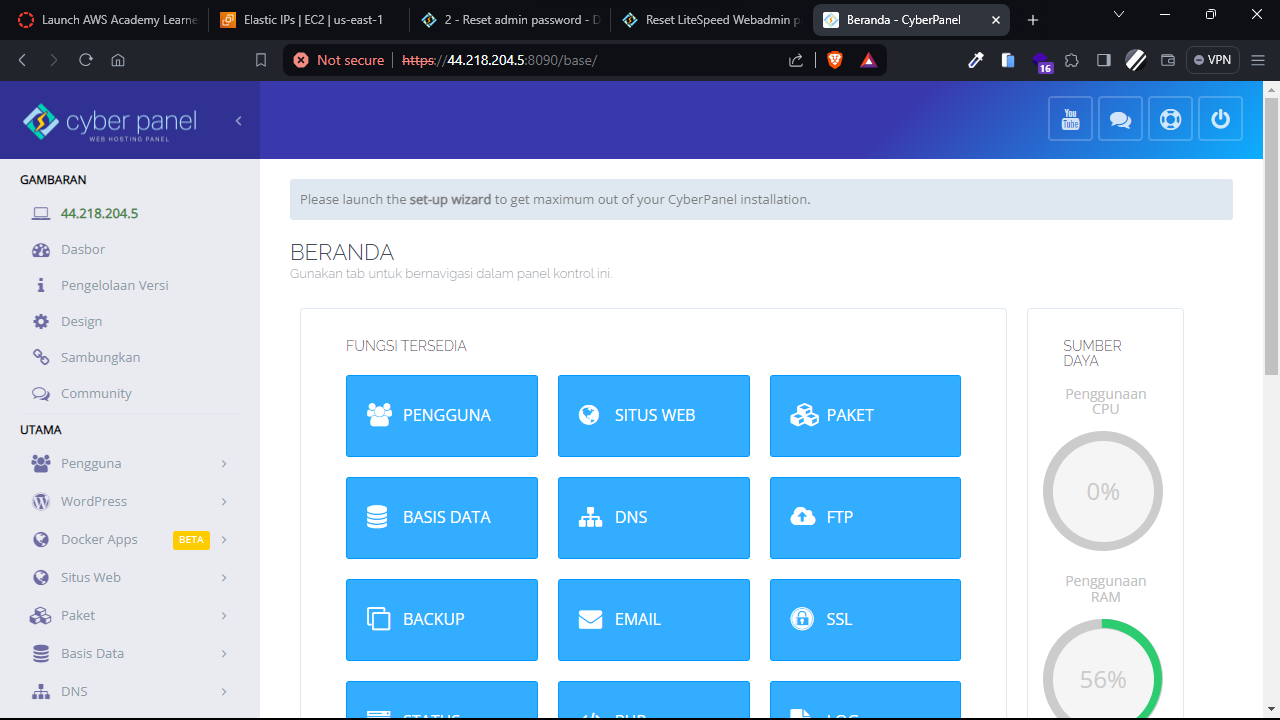 Launch AWS Academy Learne
Elastic IPs | EC2 | us-east-1
2 - Reset admin password - D
Reset LiteSpeed Webadmin p
Beranda - CyberPanel
Not secure
https://44.218.204.5:8090/base/
16
VPN
cyber panel
WEB HOSTING PANEL
You
Tube
GAMBARAN
44.218.204.5
Dasbor
Pengelolaan Versi
Design
Sambungkan
Community
UTAMA
Pengguna
WordPress
Docker Apps
BETA
Situs Web
Paket
Basis Data
DNS
Please launch the set-up wizard to get maximum out of your CyberPanel installation.
BERANDA
Gunakan tab untuk bernavigasi dalam panel kontrol ini.
FUNGSI TERSEDIA
PENGGUNA
SITUS WEB
PAKET
BASIS DATA
DNS
FTP
BACKUP
EMAIL
SSL
STATUS
PHP
LOG
SUMBER
DAYA
Penggunaan
CPU
0%
Penggunaan
RAM
56%